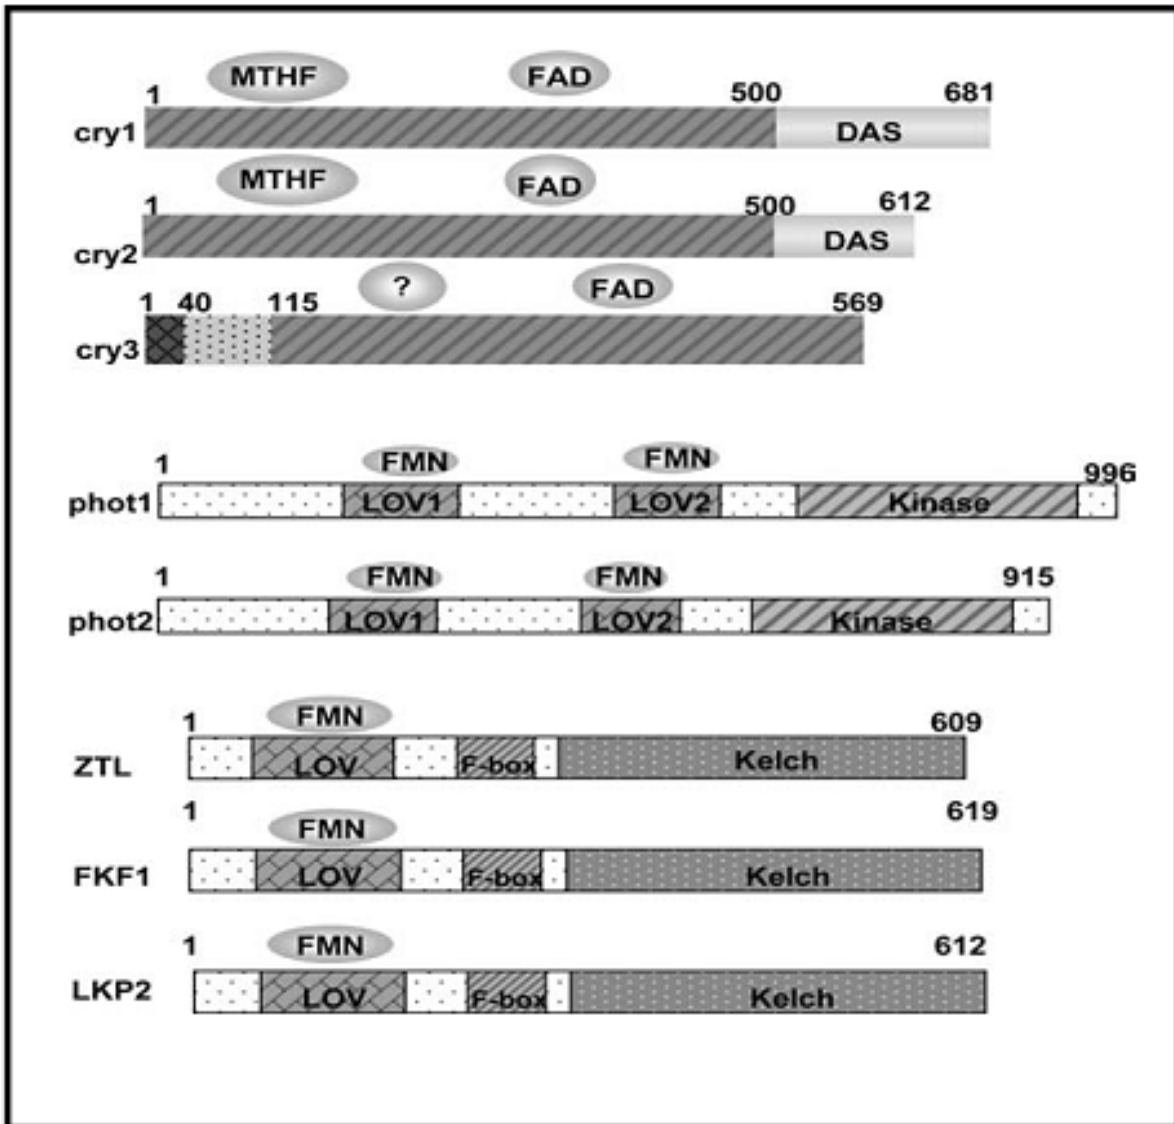 MTHF FAD
1 500 681
cry1 DAS
MTHF FAD
1 500 612
cry2 DAS
? FAD
1 40 115 569
cry3
FMN FMN
1 996
phot1 LOV1 LOV2 Kinase
1 FMN FMN 915
phot2 LOV1 LOV2 Kinase
1 FMN 609
ZTL LOV F-box Kelch
1 FMN 619
FKF1 LOV F-box Kelch
1 FMN 612
LKP2 LOV F-box Kelch